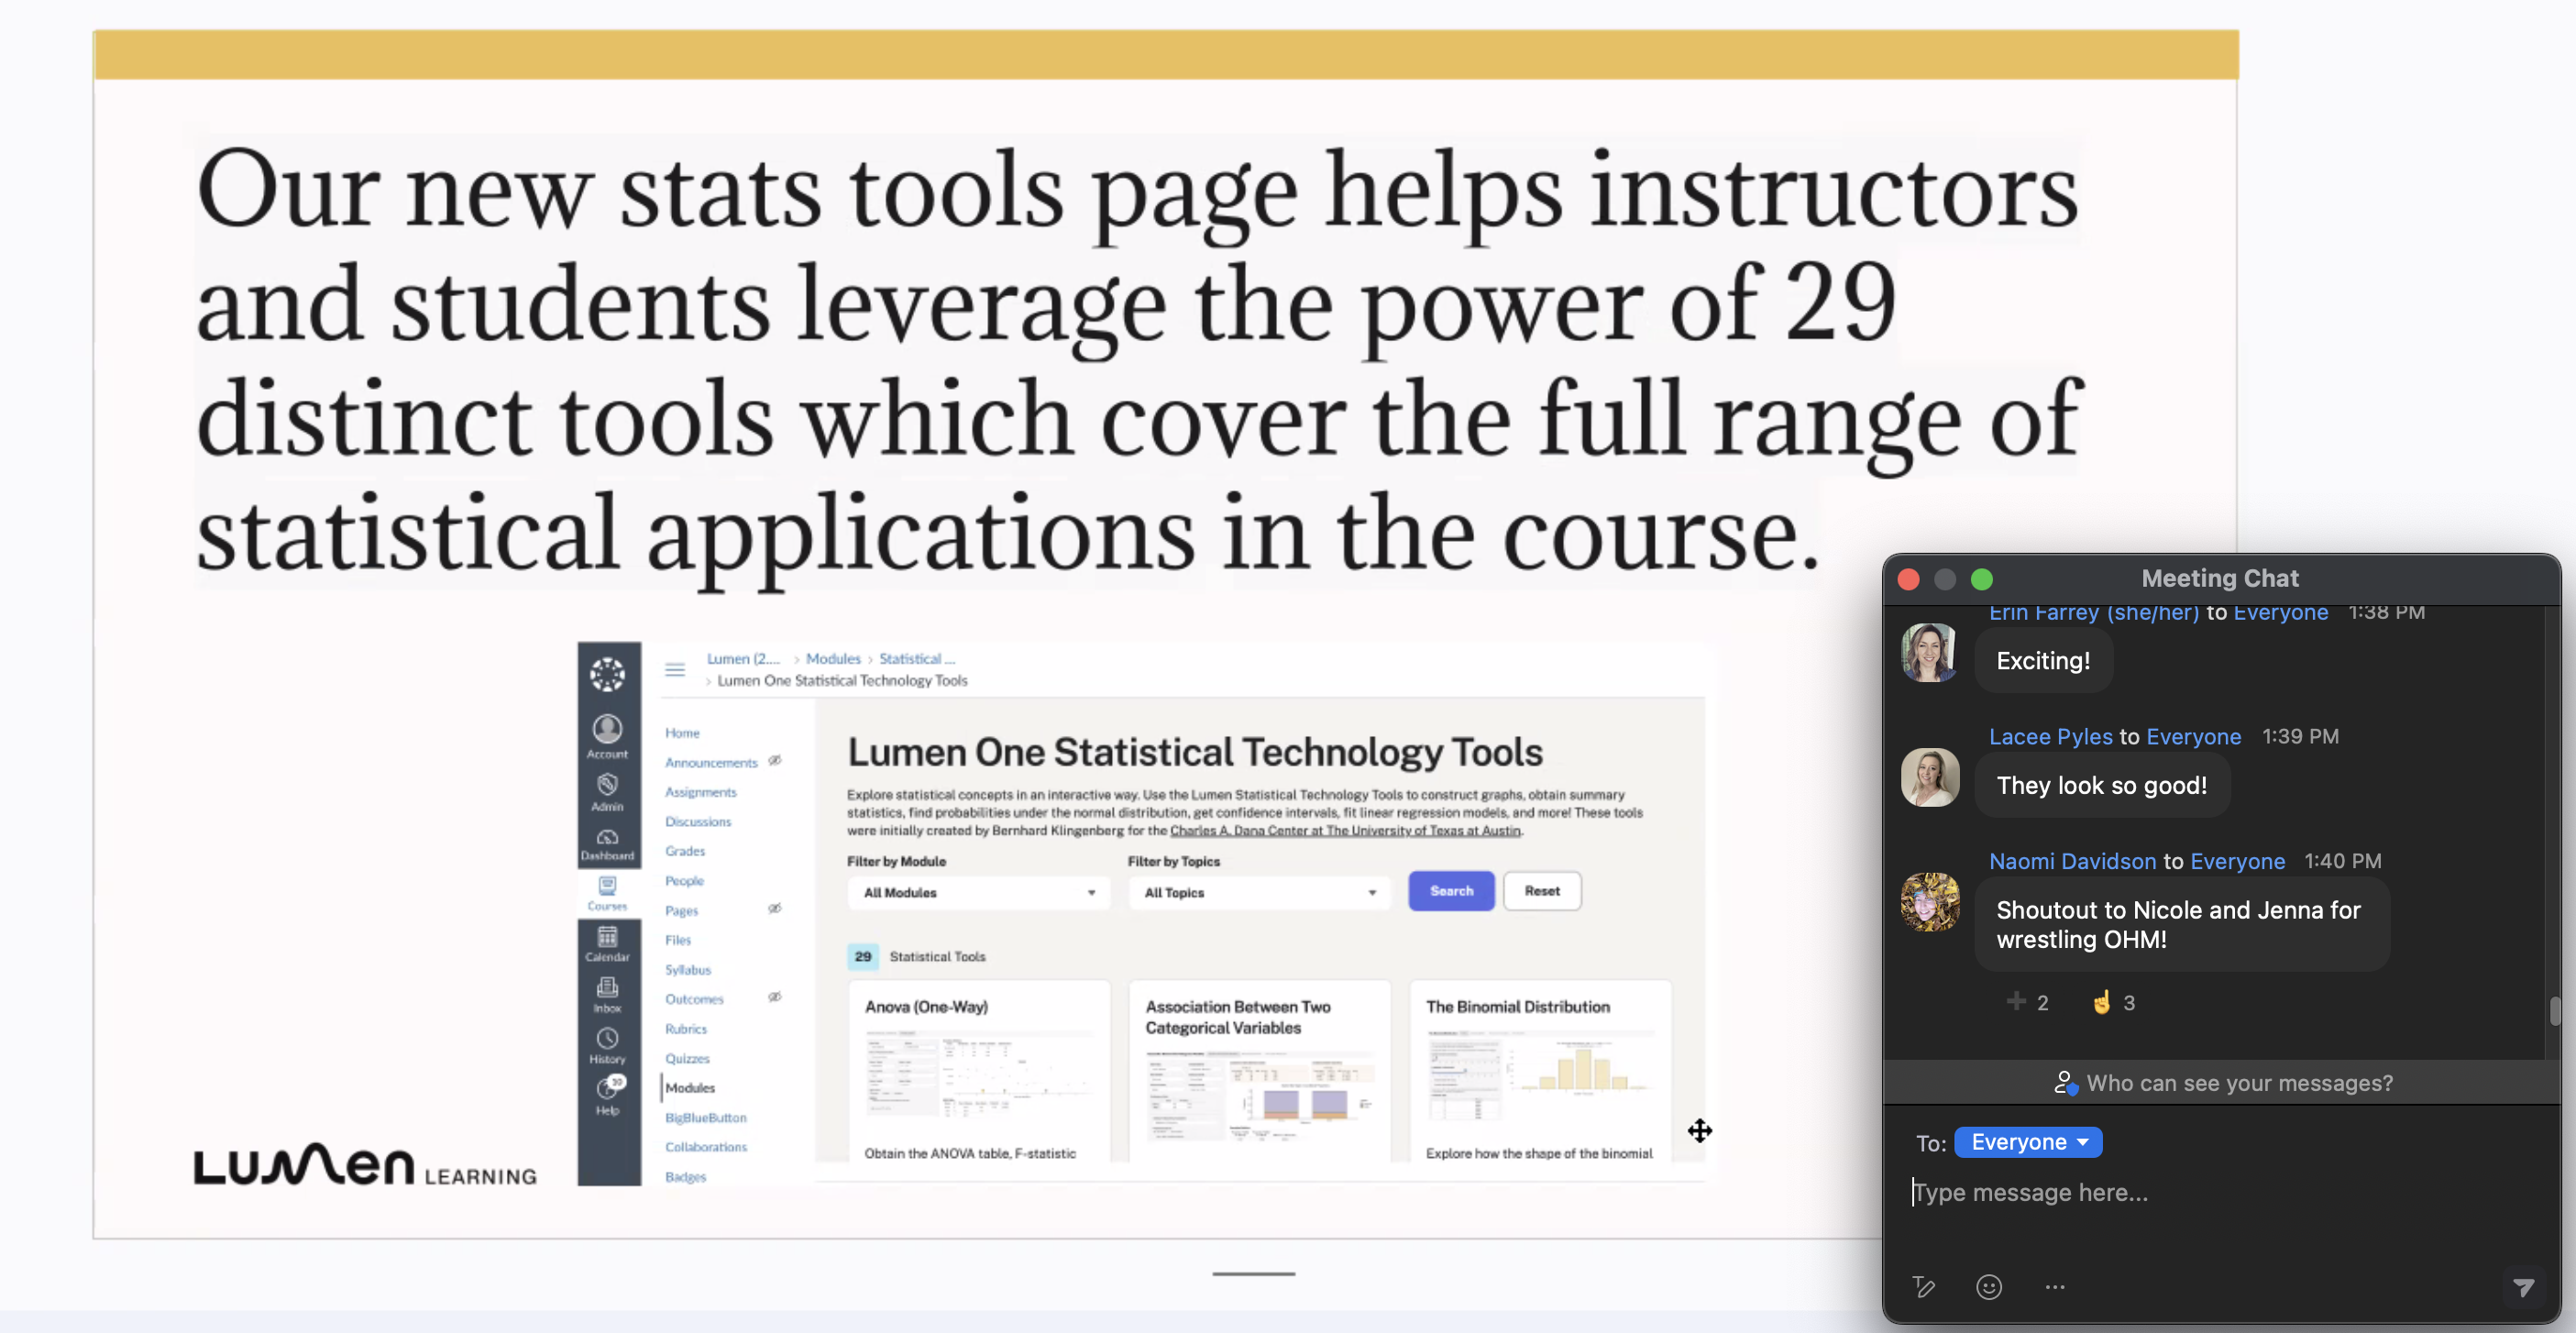 Our new stats tools page helps instructors
and students leverage the power of 29
distinct tools which cover the full range of
statistical applications in the course.
Lumen LEARNING
Account
Admin
Dashboard
Courses
Calendar
Inbox
History
10
Help
Lumen (2.... > Modules > Statistical ...
> Lumen One Statistical Technology Tools
Home
Announcements
Assignments
Discussions
Grades
People
Pages
Files
Syllabus
Outcomes
Rubrics
Quizzes
Modules
BigBlueButton
Collaborations
Badges
Lumen One Statistical Technology Tools
Explore statistical concepts in an interactive way. Use the Lumen Statistical Technology Tools to construct graphs, obtain summary
statistics, find probabilities under the normal distribution, get confidence intervals, fit linear regression models, and more! These tools
were initially created by Bernhard Klingenberg for the Charles A. Dana Center at The University of Texas at Austin.
Filter by Module
All Modules
Filter by Topics
All Topics
Search
Reset
29 Statistical Tools
Anova (One-Way)
Obtain the ANOVA table, F-statistic
Association Between Two
Categorical Variables
The Binomial Distribution
Explore how the shape of the binomial
Meeting Chat
Erin Farrey (she/her) to Everyone 1:38 PM
Exciting!
Lacee Pyles to Everyone 1:39 PM
They look so good!
Naomi Davidson to Everyone 1:40 PM
Shoutout to Nicole and Jenna for
wrestling OHM!
➕ 2 ☝ 3
Who can see your messages?
To: Everyone
Type message here...